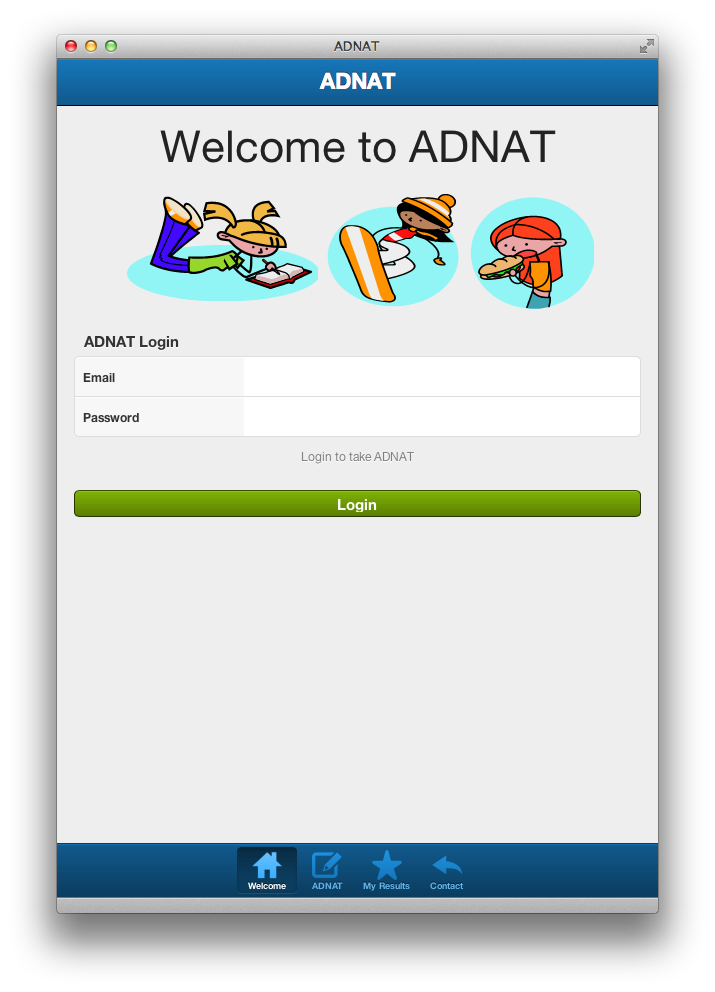 ADNAT
ADNAT
Welcome to ADNAT
ADNAT Login
Email
Password
Login to take ADNAT
Login
Welcome
ADNAT
My Results
Contact